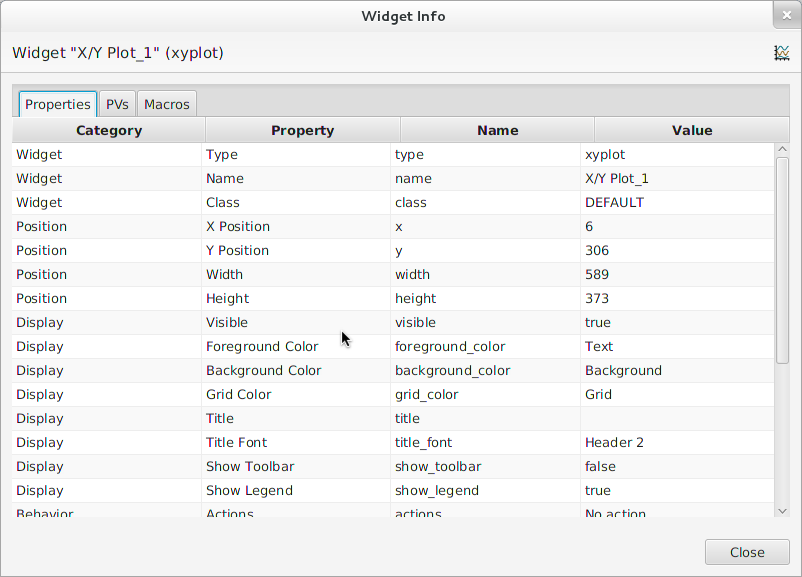 Widget Info
Widget "X/Y Plot_1" (xyplot)
Properties PVs Macros
Category Property Name Value
Widget Type type xyplot
Widget Name name X/Y Plot_1
Widget Class class DEFAULT
Position X Position x 6
Position Y Position y 306
Position Width width 589
Position Height height 373
Display Visible visible true
Display Foreground Color foreground_color Text
Display Background Color background_color Background
Display Grid Color grid_color Grid
Display Title title
Display Title Font title_font Header 2
Display Show Toolbar show_toolbar false
Display Show Legend show_legend true
Behavior Actions actions No action
Close